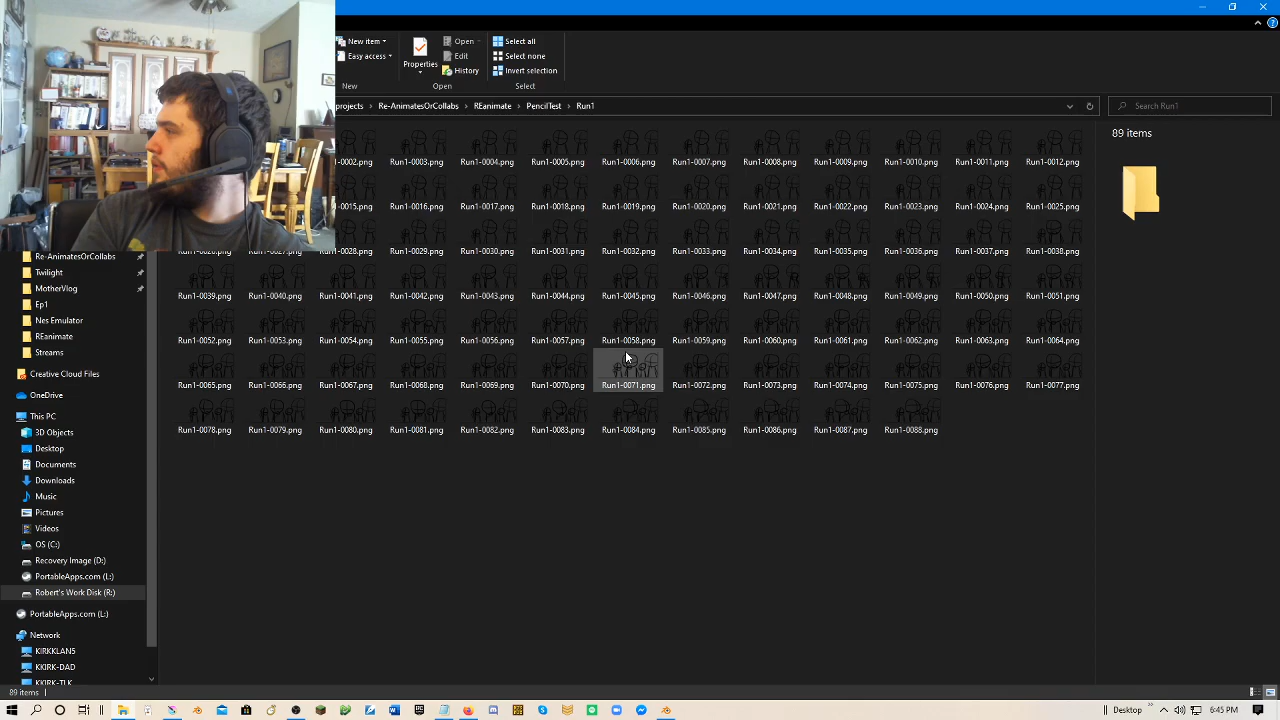 New item
Easy access
New
Properties
Open
Edit
History
Open
Select all
Select none
Invert selection
Select
projects > Re-AnimatesOrCollabs > REanimate > PencilTest > Run1
Search Run1
-0002.png Run1-0003.png Run1-0004.png Run1-0005.png Run1-0006.png Run1-0007.png Run1-0008.png Run1-0009.png Run1-0010.png Run1-0011.png Run1-0012.png
-0015.png Run1-0016.png Run1-0017.png Run1-0018.png Run1-0019.png Run1-0020.png Run1-0021.png Run1-0022.png Run1-0023.png Run1-0024.png Run1-0025.png
-0028.png Run1-0029.png Run1-0030.png Run1-0031.png Run1-0032.png Run1-0033.png Run1-0034.png Run1-0035.png Run1-0036.png Run1-0037.png Run1-0038.png
Run1-0039.png Run1-0040.png Run1-0041.png Run1-0042.png Run1-0043.png Run1-0044.png Run1-0045.png Run1-0046.png Run1-0047.png Run1-0048.png Run1-0049.png Run1-0050.png Run1-0051.png
Run1-0052.png Run1-0053.png Run1-0054.png Run1-0055.png Run1-0056.png Run1-0057.png Run1-0058.png Run1-0059.png Run1-0060.png Run1-0061.png Run1-0062.png Run1-0063.png Run1-0064.png
Run1-0065.png Run1-0066.png Run1-0067.png Run1-0068.png Run1-0069.png Run1-0070.png Run1-0071.png Run1-0072.png Run1-0073.png Run1-0074.png Run1-0075.png Run1-0076.png Run1-0077.png
Run1-0078.png Run1-0079.png Run1-0080.png Run1-0081.png Run1-0082.png Run1-0083.png Run1-0084.png Run1-0085.png Run1-0086.png Run1-0087.png Run1-0088.png
89 items
Re-AnimatesOrCollabs
Twilight
MotherVlog
Ep1
Nes Emulator
REanimate
Streams
Creative Cloud Files
OneDrive
This PC
3D Objects
Desktop
Documents
Downloads
Music
Pictures
Videos
OS (C:)
Recovery Image (D:)
PortableApps.com (L:)
Robert's Work Disk (R:)
PortableApps.com (L:)
Network
KIRKKLAN5
KKIRK-DAD
KKIRK-TLK
89 items
Desktop
6:45 PM